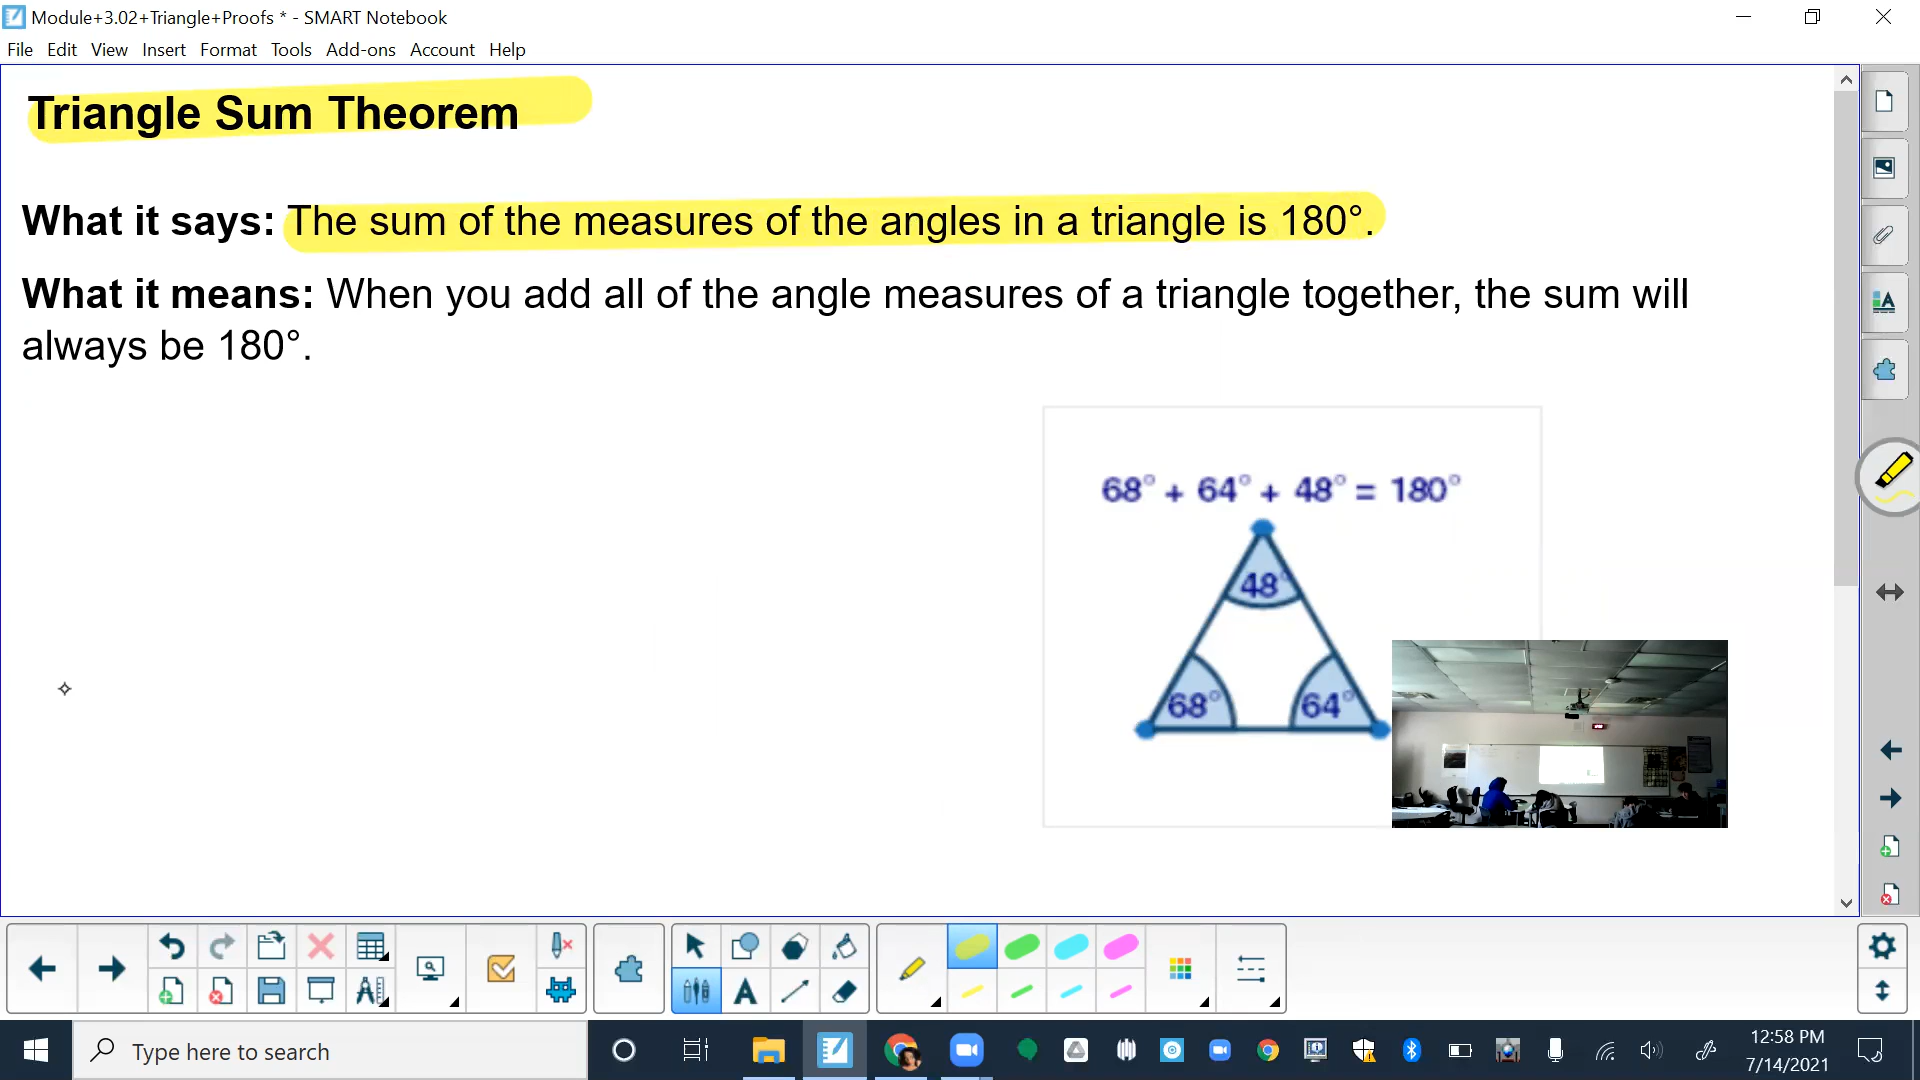 Module+3.02+Triangle+Proofs * - SMART Notebook
File Edit View Insert Format Tools Add-ons Account Help
Triangle Sum Theorem
What it says: The sum of the measures of the angles in a triangle is 180°.
What it means: When you add all of the angle measures of a triangle together, the sum will
always be 180°.
68° + 64° + 48° = 180°
48°
68° 64°
Type here to search
12:58 PM
7/14/2021